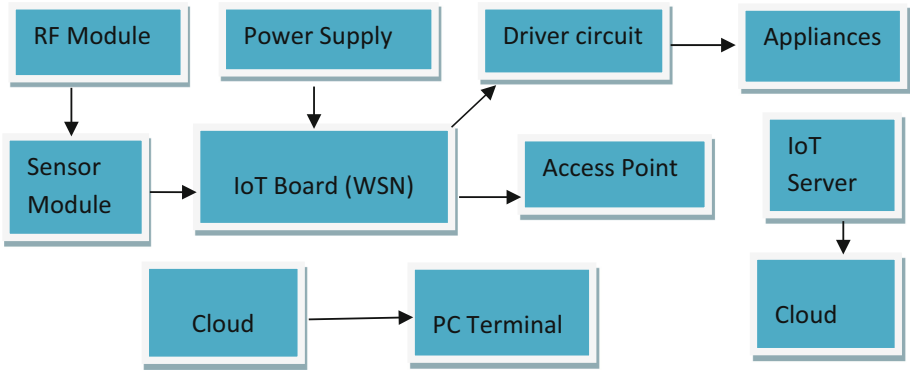 RF Module
Power Supply
Driver circuit
Appliances
Sensor
Module
IoT Board (WSN)
Access Point
IoT
Server
Cloud
PC Terminal
Cloud